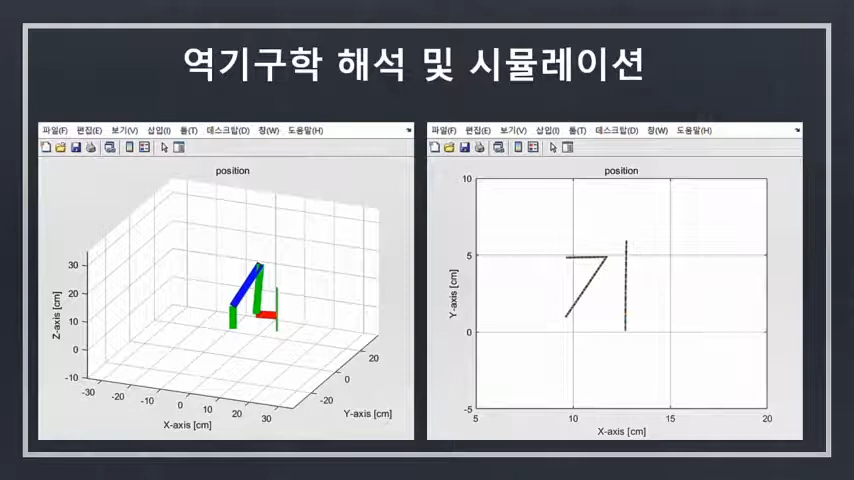 역기구학 해석 및 시뮬레이션
파일(F) 편집(E) 보기(V) 삽입(I) 툴(T) 데스크탑(D) 창(W) 도움말(H)
position
30
20
10
0
-10
Z-axis [cm]
-30
-20
-10
0
10
20
30
X-axis [cm]
-20
0
20
Y-axis [cm]
파일(F) 편집(E) 보기(V) 삽입(I) 툴(T) 데스크탑(D) 창(W) 도움말(H)
position
10
5
0
-5
Y-axis [cm]
기
5
10
15
20
X-axis [cm]